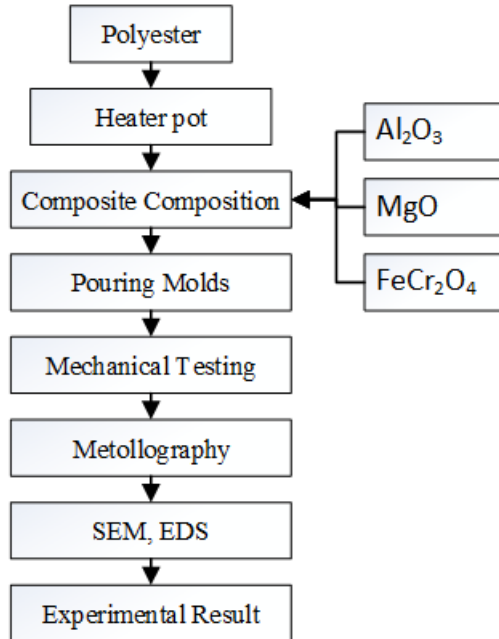 Polyester
Heater pot
Composite Composition
Al₂O₃
MgO
FeCr₂O₄
Pouring Molds
Mechanical Testing
Metollography
SEM, EDS
Experimental Result